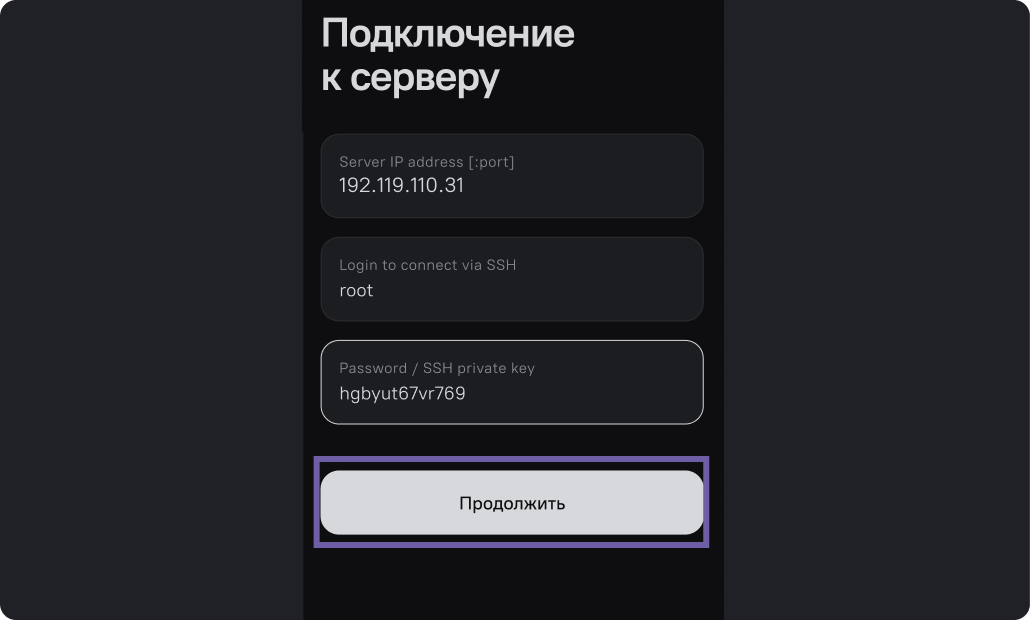 Подключение
к серверу
Server IP address [:port]
192.119.110.31
Login to connect via SSH
root
Password / SSH private key
hgbyut67vr769
Продолжить